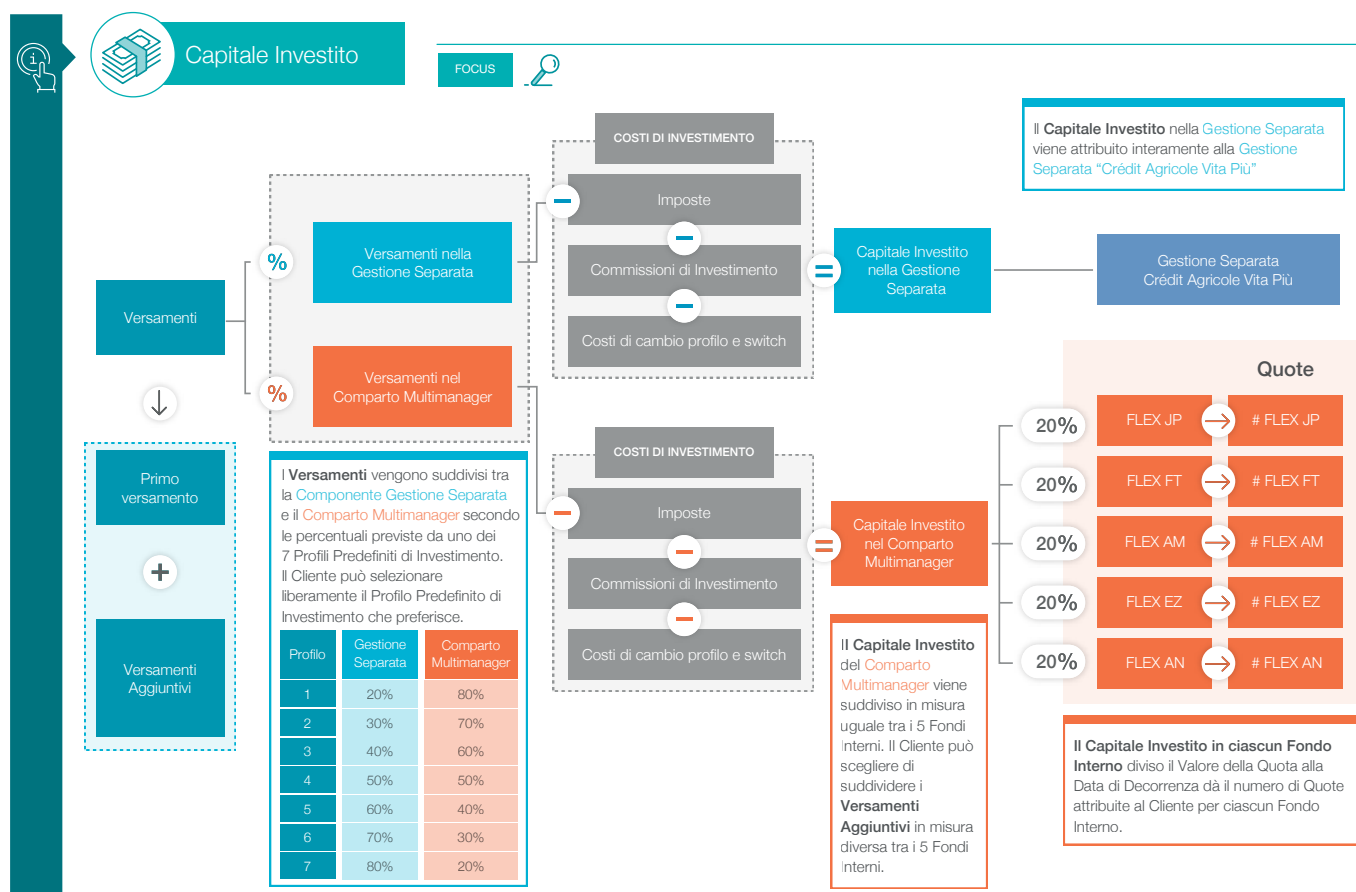 Capitale Investito
FOCUS
Il Capitale Investito nella Gestione Separata
viene attribuito interamente alla Gestione
Separata “Crédit Agricole Vita Più”
Versamenti
Primo
versamento
+
Versamenti
Aggiuntivi
%
%
Versamenti nella
Gestione Separata
Versamenti nel
Comparto Multimanager
COSTI DI INVESTIMENTO
Imposte
Commissioni di Investimento
Costi di cambio profilo e switch
=
Capitale Investito
nella Gestione
Separata
Gestione Separata
Crédit Agricole Vita Più
I Versamenti vengono suddivisi tra
la Componente Gestione Separata
e il Comparto Multimanager secondo
le percentuali previste da uno dei
7 Profili Predefiniti di Investimento.
Il Cliente può selezionare
liberamente il Profilo Predefinito di
Investimento che preferisce.
Profilo Gestione Separata Comparto Multimanager
1 20% 80%
2 30% 70%
3 40% 60%
4 50% 50%
5 60% 40%
6 70% 30%
7 80% 20%
COSTI DI INVESTIMENTO
Imposte
Commissioni di Investimento
Costi di cambio profilo e switch
=
Capitale Investito
nel Comparto
Multimanager
Il Capitale Investito
del Comparto
Multimanager viene
suddiviso in misura
uguale tra i 5 Fondi
Interni. Il Cliente può
scegliere di
suddividere i
Versamenti
Aggiuntivi in misura
diversa tra i 5 Fondi
Interni.
Quote
20% FLEX JP # FLEX JP
20% FLEX FT # FLEX FT
20% FLEX AM # FLEX AM
20% FLEX EZ # FLEX EZ
20% FLEX AN # FLEX AN
Il Capitale Investito in ciascun Fondo
Interno diviso il Valore della Quota alla
Data di Decorrenza dà il numero di Quote
attribuite al Cliente per ciascun Fondo
Interno.